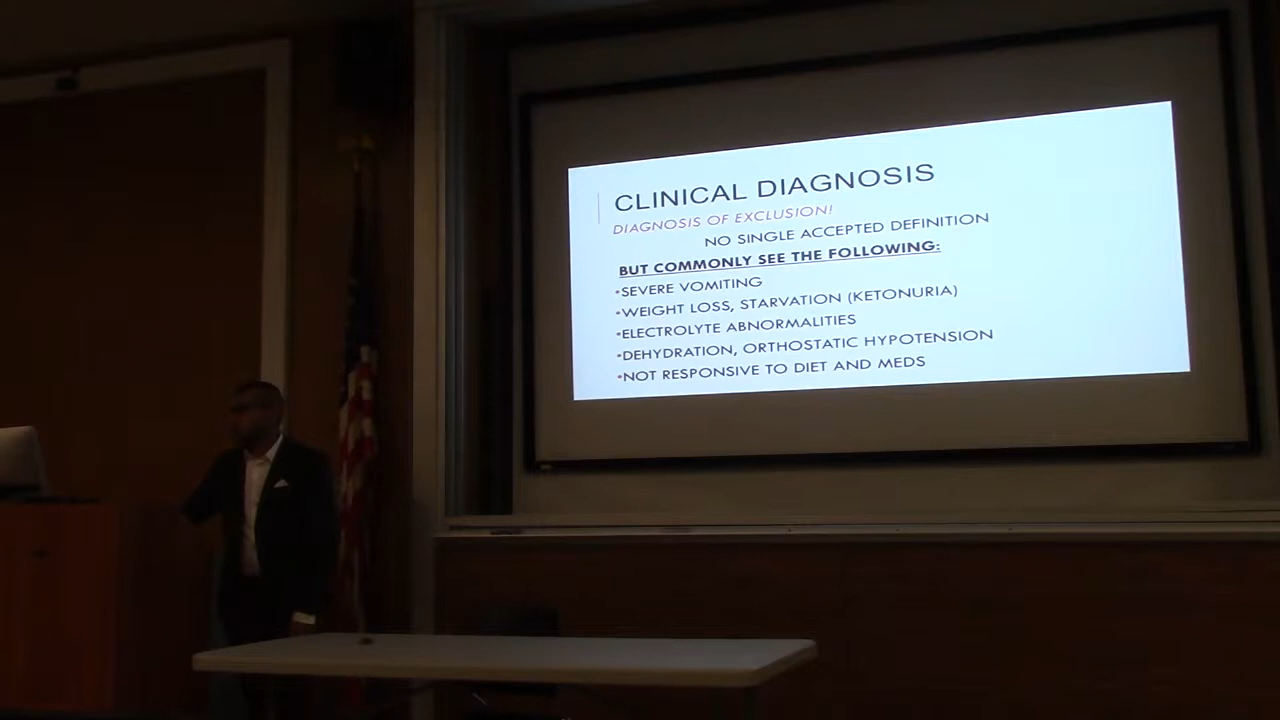 CLINICAL DIAGNOSIS
DIAGNOSIS OF EXCLUSION!
NO SINGLE ACCEPTED DEFINITION
BUT COMMONLY SEE THE FOLLOWING:
•SEVERE VOMITING
•WEIGHT LOSS, STARVATION (KETONURIA)
•ELECTROLYTE ABNORMALITIES
•DEHYDRATION, ORTHOSTATIC HYPOTENSION
•NOT RESPONSIVE TO DIET AND MEDS